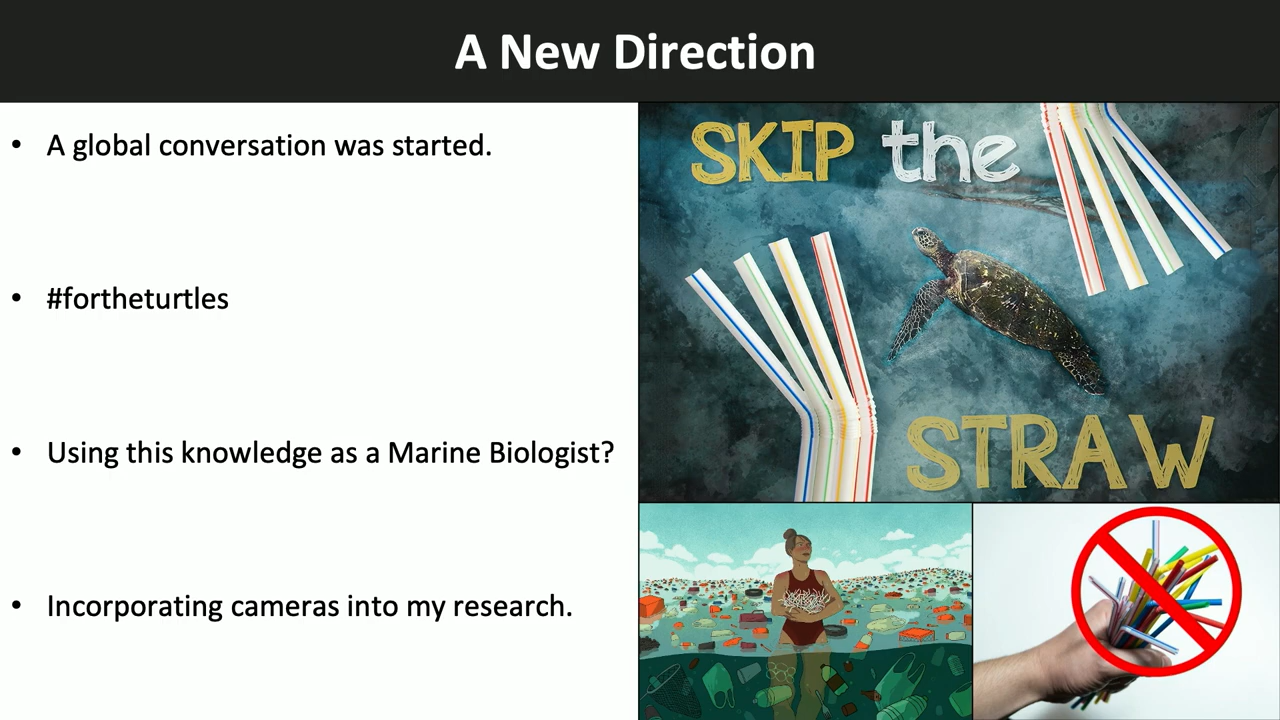 A New Direction
• A global conversation was started.
• #fortheturtles
• Using this knowledge as a Marine Biologist?
• Incorporating cameras into my research.
SKIP the
STRAW